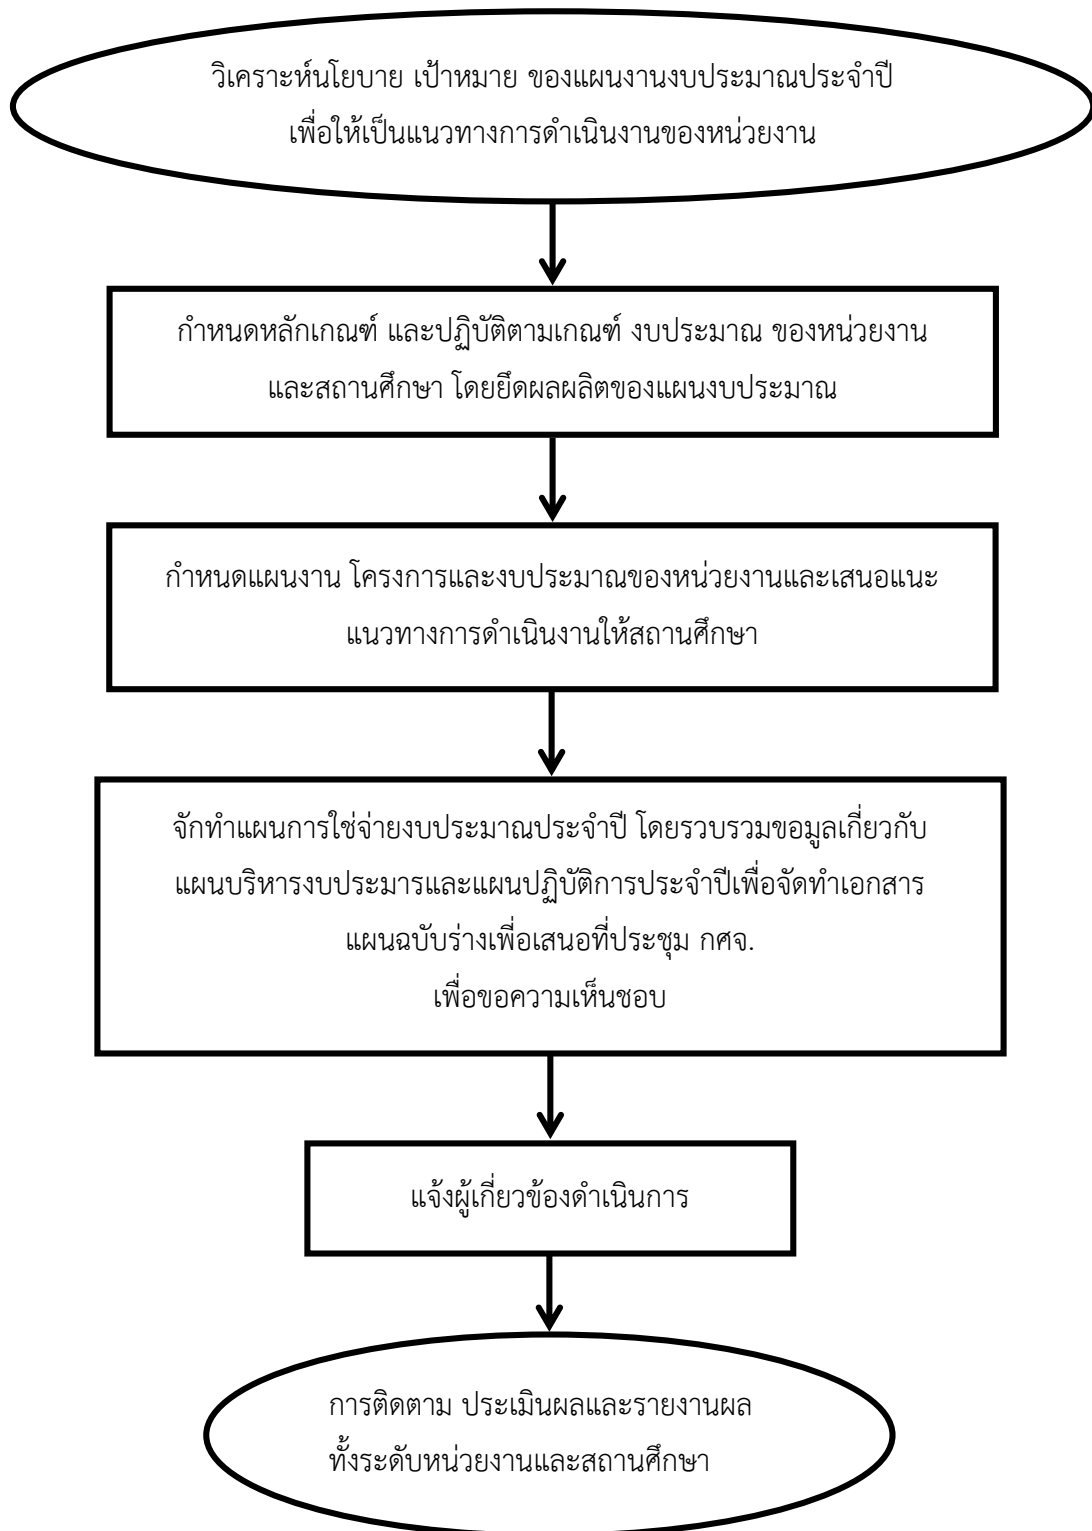 วิเคราะห์นโยบาย เป้าหมาย ของแผนงานงบประมาณประจำปี
เพื่อให้เป็นแนวทางการดำเนินงานของหน่วยงาน
กำหนดหลักเกณฑ์ และปฏิบัติตามเกณฑ์ งบประมาณ ของหน่วยงาน
และสถานศึกษา โดยยึดผลผลิตของแผนงบประมาณ
กำหนดแผนงาน โครงการและงบประมาณของหน่วยงานและเสนอแนะ
แนวทางการดำเนินงานให้สถานศึกษา
จักทำแผนการใช่จ่ายงบประมาณประจำปี โดยรวบรวมขอมูลเกี่ยวกับ
แผนบริหารงบประมารและแผนปฏิบัติการประจำปีเพื่อจัดทำเอกสาร
แผนฉบับร่างเพื่อเสนอที่ประชุม กศจ.
เพื่อขอความเห็นชอบ
แจ้งผู้เกี่ยวข้องดำเนินการ
การติดตาม ประเมินผลและรายงานผล
ทั้งระดับหน่วยงานและสถานศึกษา